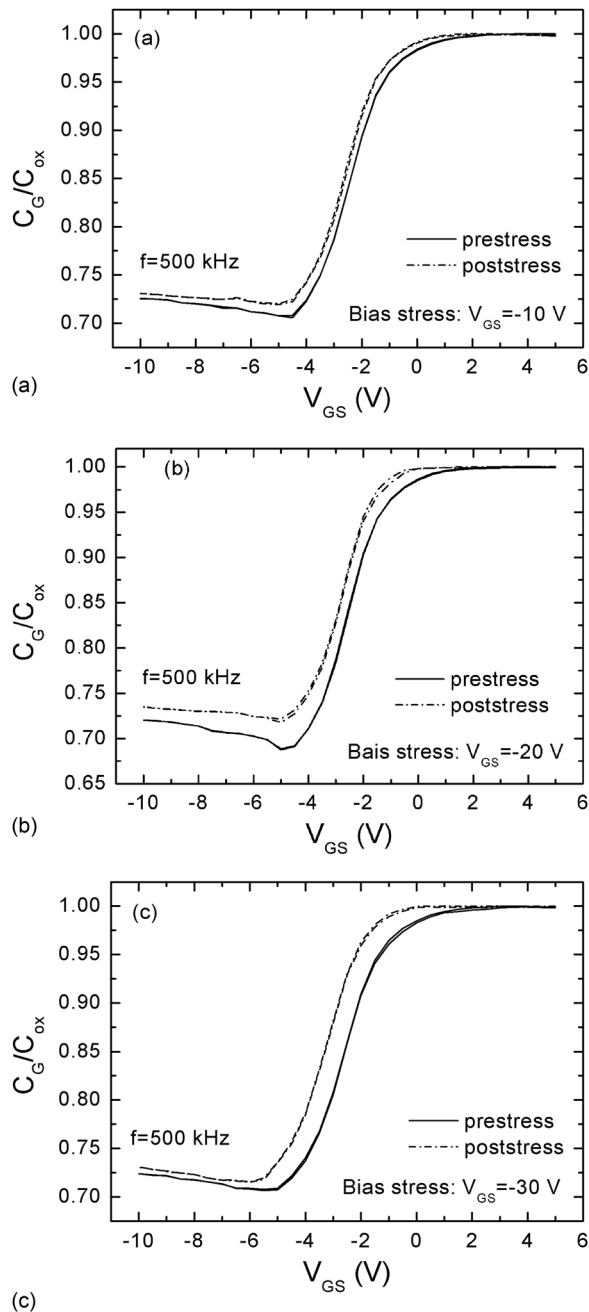 (a)
1.00
0.95
0.90
0.85
0.80
0.75
0.70
C_G/C_ox
f=500 kHz
prestress
poststress
Bias stress: V_GS=-10 V
-10 -8 -6 -4 -2 0 2 4 6
V_GS (V)
(a)
(b)
1.00
0.95
0.90
0.85
0.80
0.75
0.70
0.65
C_G/C_ox
f=500 kHz
prestress
poststress
Bais stress: V_GS=-20 V
-10 -8 -6 -4 -2 0 2 4 6
V_GS (V)
(b)
(c)
1.00
0.95
0.90
0.85
0.80
0.75
0.70
C_G/C_ox
f=500 kHz
prestress
poststress
Bias stress: V_GS=-30 V
-10 -8 -6 -4 -2 0 2 4 6
V_GS (V)
(c)